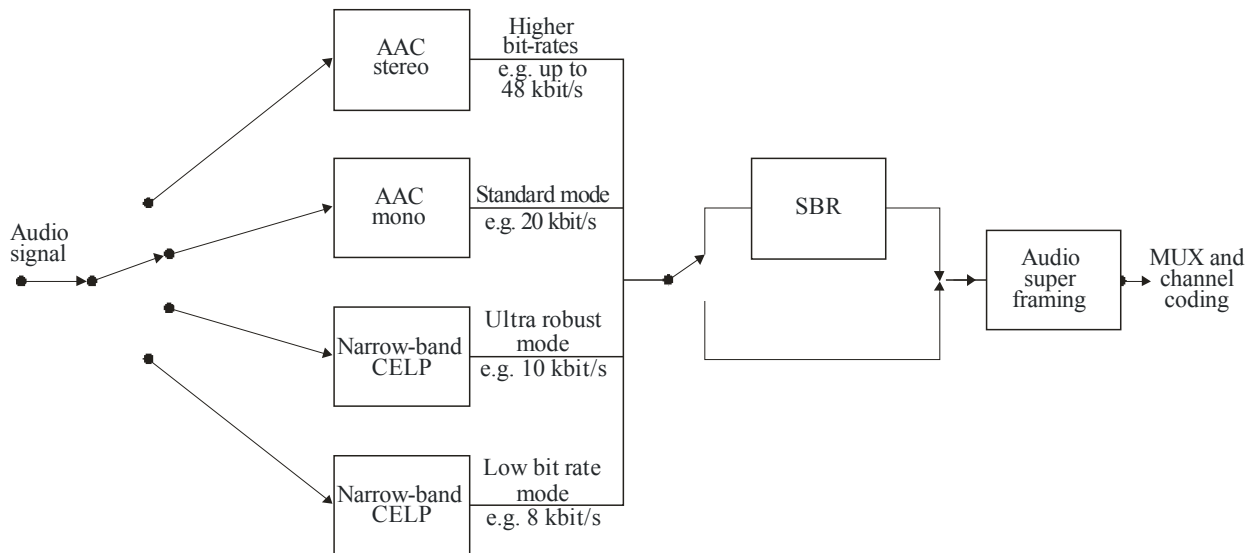 Audio
signal
AAC
stereo
Higher
bit-rates
e.g. up to
48 kbit/s
AAC
mono
Standard mode
e.g. 20 kbit/s
Narrow-band
CELP
Ultra robust
mode
e.g. 10 kbit/s
Narrow-band
CELP
Low bit rate
mode
e.g. 8 kbit/s
SBR
Audio
super
framing
MUX and
channel
coding